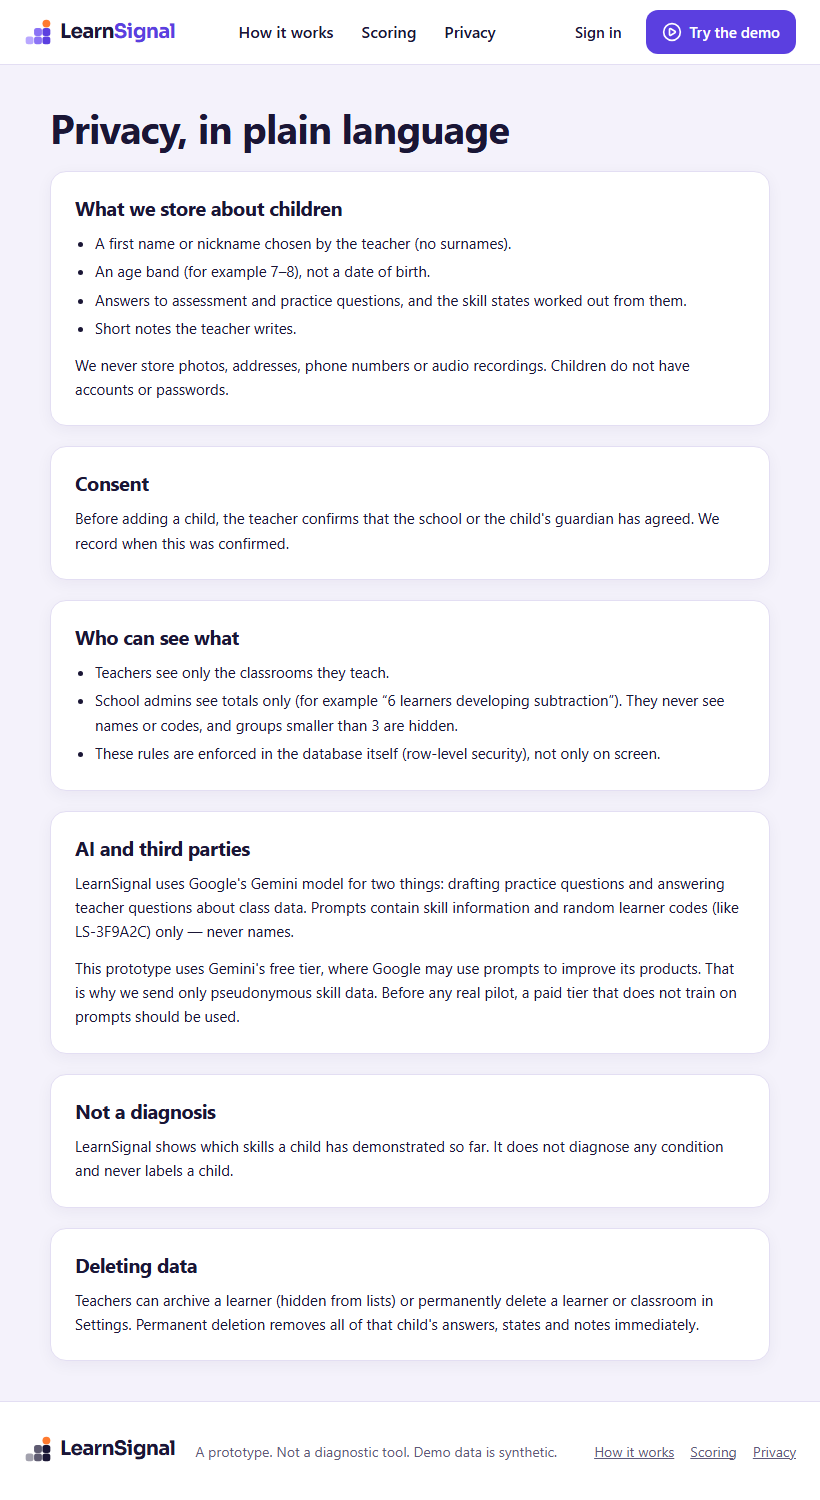 LearnSignal
How it works
Scoring
Privacy
Sign in
Try the demo
Privacy, in plain language
What we store about children
• A first name or nickname chosen by the teacher (no surnames).
• An age band (for example 7–8), not a date of birth.
• Answers to assessment and practice questions, and the skill states worked out from them.
• Short notes the teacher writes.
We never store photos, addresses, phone numbers or audio recordings. Children do not have
accounts or passwords.
Consent
Before adding a child, the teacher confirms that the school or the child's guardian has agreed. We
record when this was confirmed.
Who can see what
• Teachers see only the classrooms they teach.
• School admins see totals only (for example “6 learners developing subtraction”). They never see
names or codes, and groups smaller than 3 are hidden.
• These rules are enforced in the database itself (row-level security), not only on screen.
AI and third parties
LearnSignal uses Google's Gemini model for two things: drafting practice questions and answering
teacher questions about class data. Prompts contain skill information and random learner codes (like
LS-3F9A2C) only — never names.
This prototype uses Gemini's free tier, where Google may use prompts to improve its products. That
is why we send only pseudonymous skill data. Before any real pilot, a paid tier that does not train on
prompts should be used.
Not a diagnosis
LearnSignal shows which skills a child has demonstrated so far. It does not diagnose any condition
and never labels a child.
Deleting data
Teachers can archive a learner (hidden from lists) or permanently delete a learner or classroom in
Settings. Permanent deletion removes all of that child's answers, states and notes immediately.
LearnSignal
A prototype. Not a diagnostic tool. Demo data is synthetic.
How it works
Scoring
Privacy